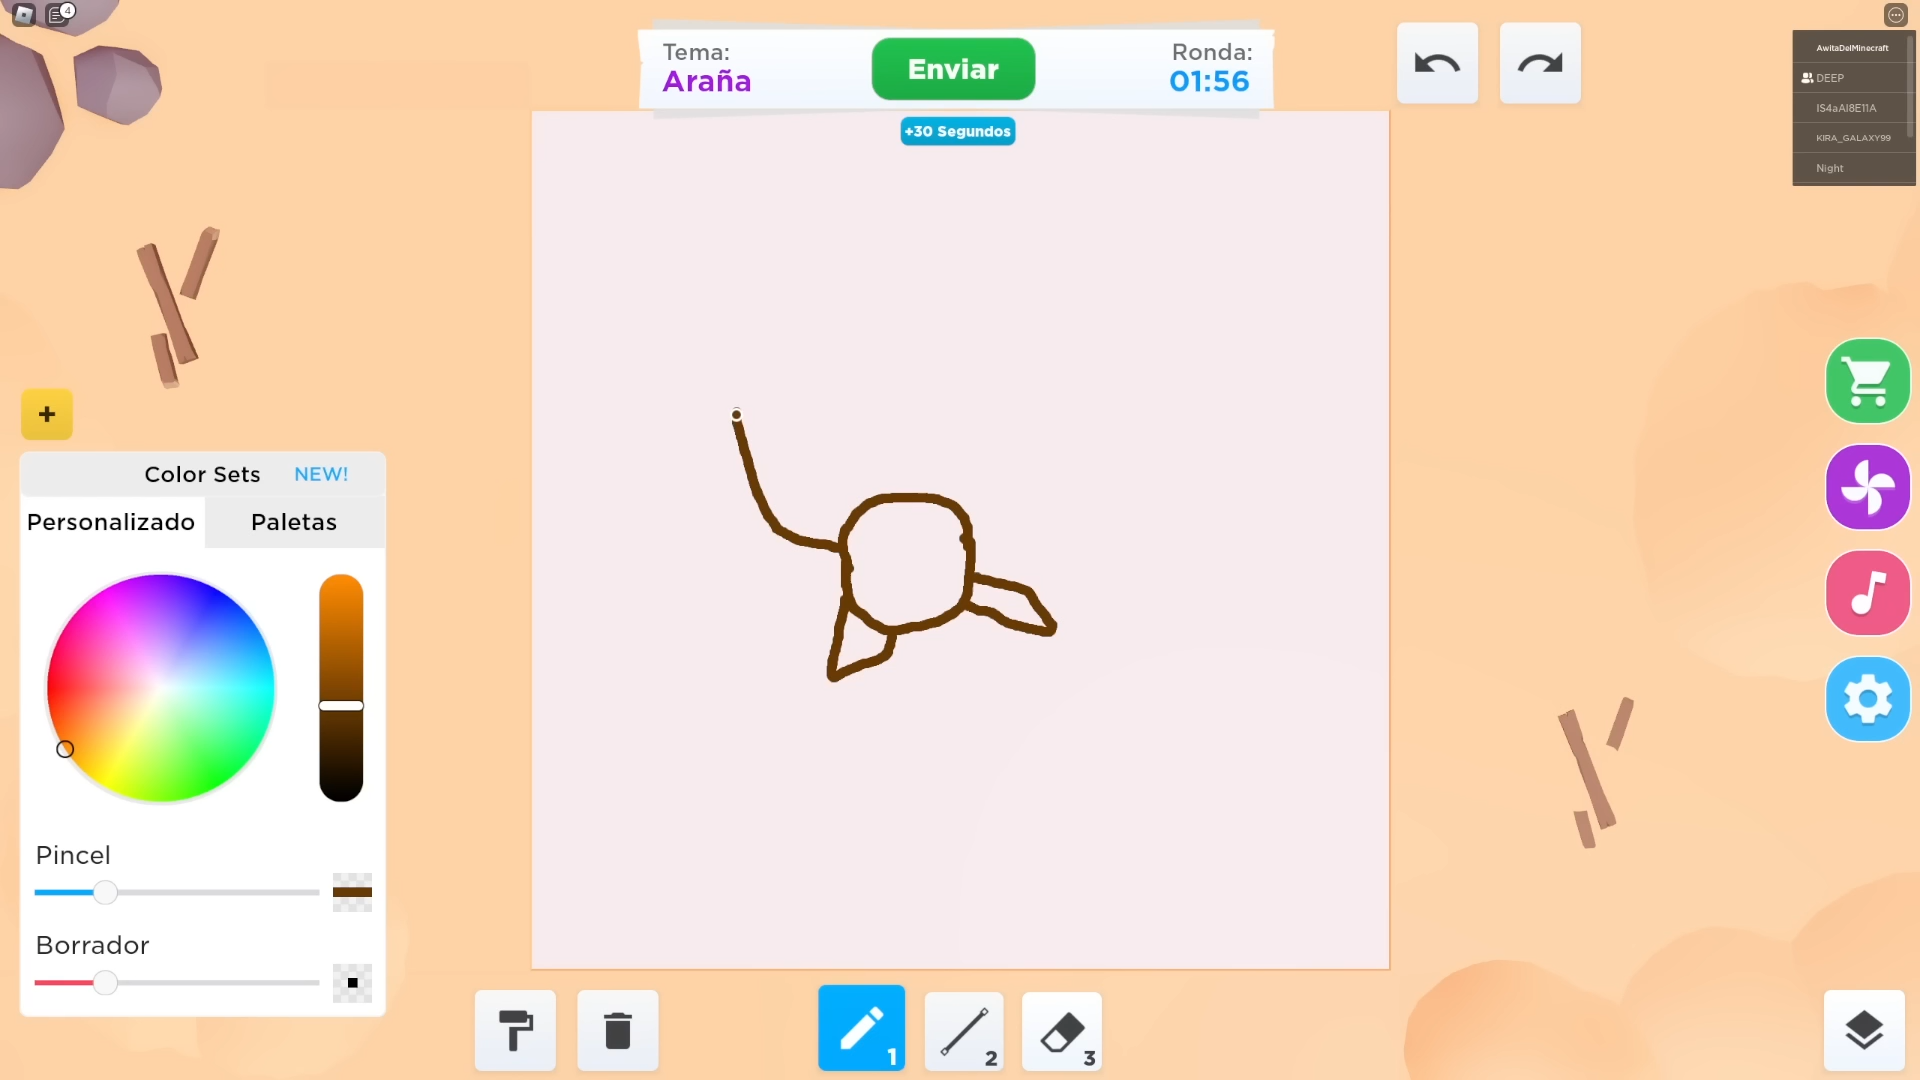 4
Tema:
Araña
Enviar
Ronda:
01:56
+30 Segundos
AwitaDelMinecraft
DEEP
IS4aAI8E11A
KIRA_GALAXY99
Night
+
Color Sets NEW!
Personalizado Paletas
Pincel
Borrador
1
2
3